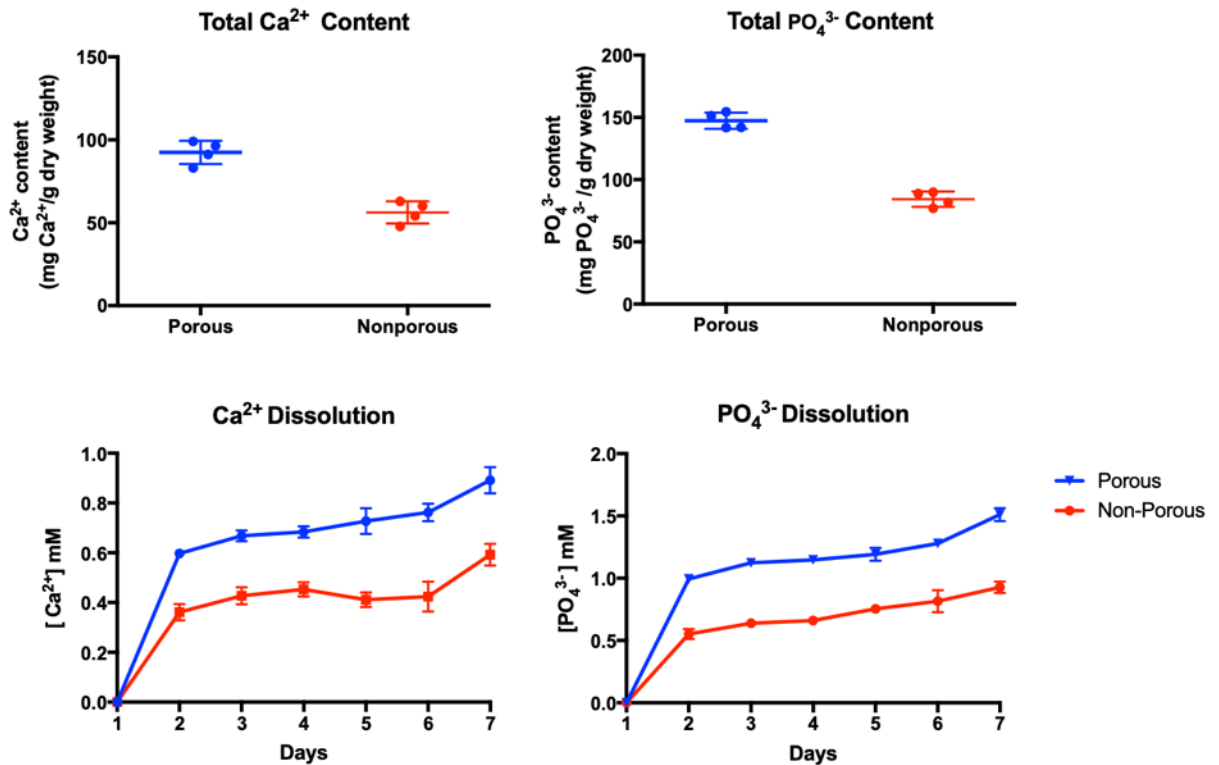 Total Ca²⁺ Content
Ca²⁺ content
(mg Ca²⁺/g dry weight)
150
100
50
0
Porous
Nonporous
Total PO₄³⁻ Content
PO₄³⁻ content
(mg PO₄³⁻/g dry weight)
200
150
100
50
0
Porous
Nonporous
Ca²⁺ Dissolution
[ Ca²⁺] mM
1.0
0.8
0.6
0.4
0.2
0.0
1 2 3 4 5 6 7
Days
PO₄³⁻ Dissolution
[PO₄³⁻] mM
2.0
1.5
1.0
0.5
0.0
1 2 3 4 5 6 7
Days
Porous
Non-Porous